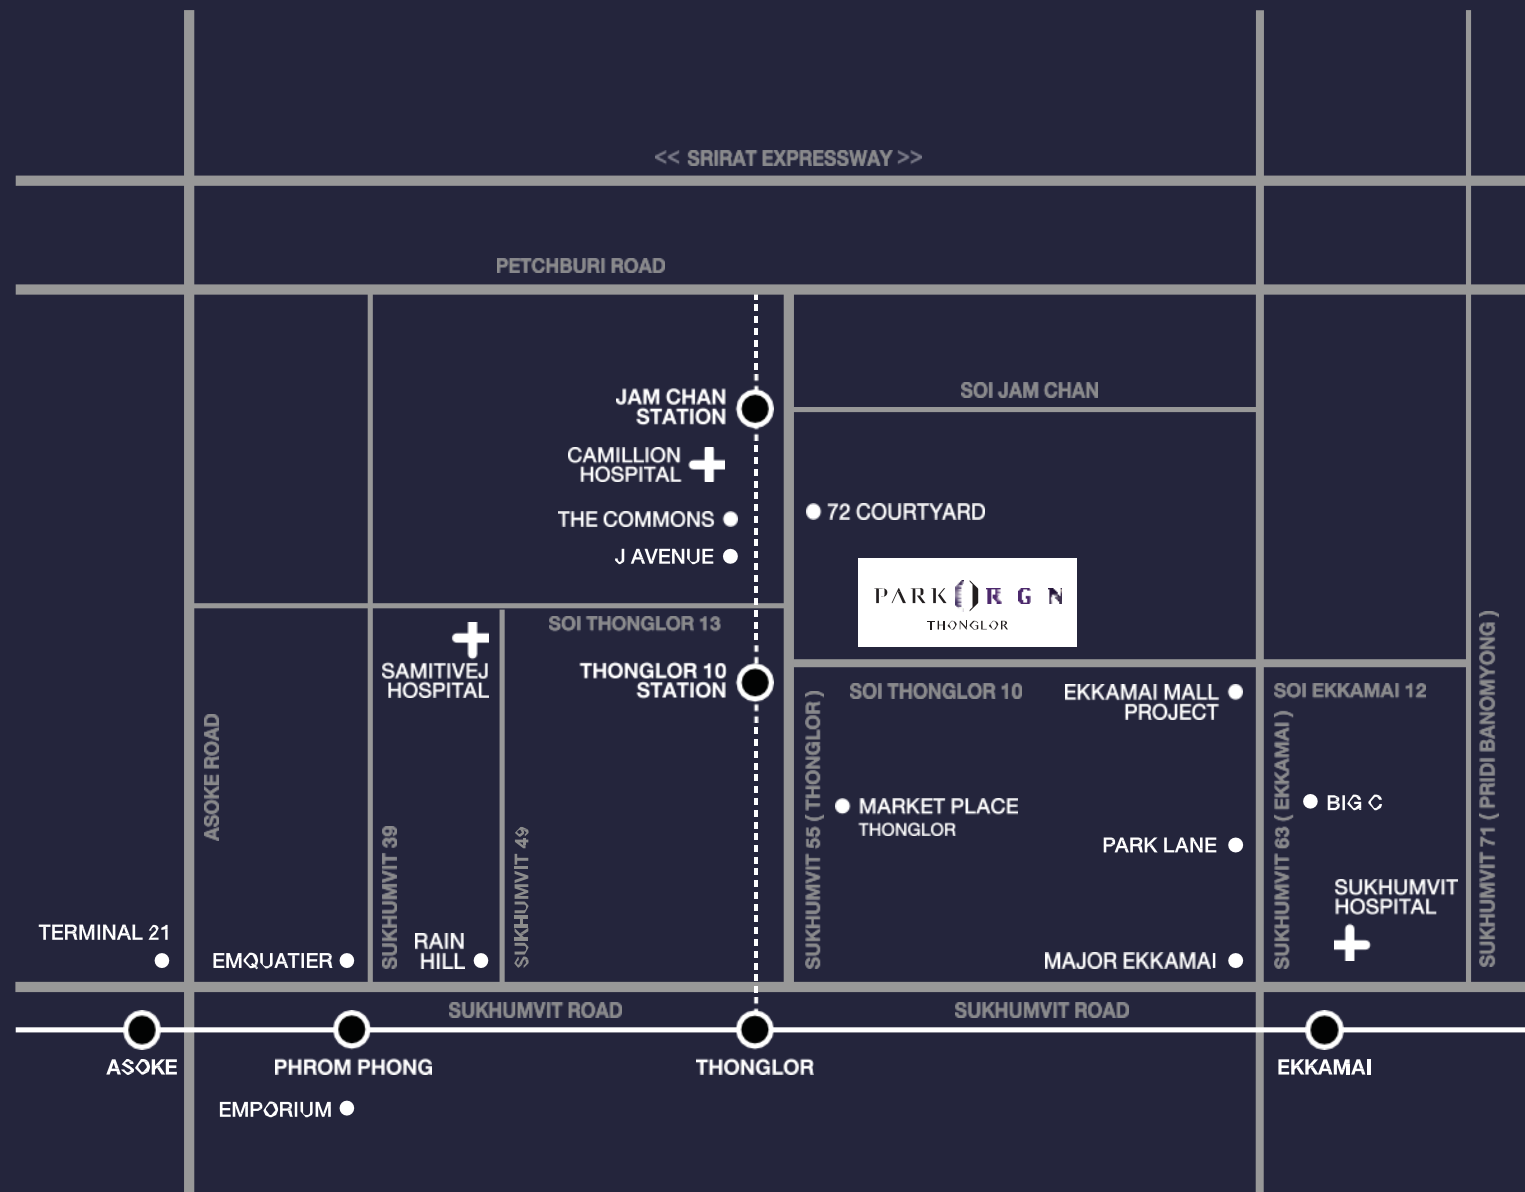 << SRIRAT EXPRESSWAY >>
PETCHBURI ROAD
JAM CHAN
STATION
SOI JAM CHAN
CAMILLION
HOSPITAL
THE COMMONS
72 COURTYARD
J AVENUE
PARK ORIGN
THONGLOR
SOI THONGLOR 13
SAMITIVEJ
HOSPITAL
THONGLOR 10
STATION
SOI THONGLOR 10
EKKAMAI MALL
PROJECT
SOI EKKAMAI 12
ASOKE ROAD
SUKHUMVIT 39
SUKHUMVIT 49
SUKHUMVIT 55 ( THONGLOR )
SUKHUMVIT 63 ( EKKAMAI )
SUKHUMVIT 71 ( PRIDI BANOMYONG )
MARKET PLACE
THONGLOR
BIG C
PARK LANE
SUKHUMVIT
HOSPITAL
TERMINAL 21
EMQUATIER
RAIN
HILL
MAJOR EKKAMAI
SUKHUMVIT ROAD
SUKHUMVIT ROAD
ASOKE
PHROM PHONG
THONGLOR
EKKAMAI
EMPORIUM